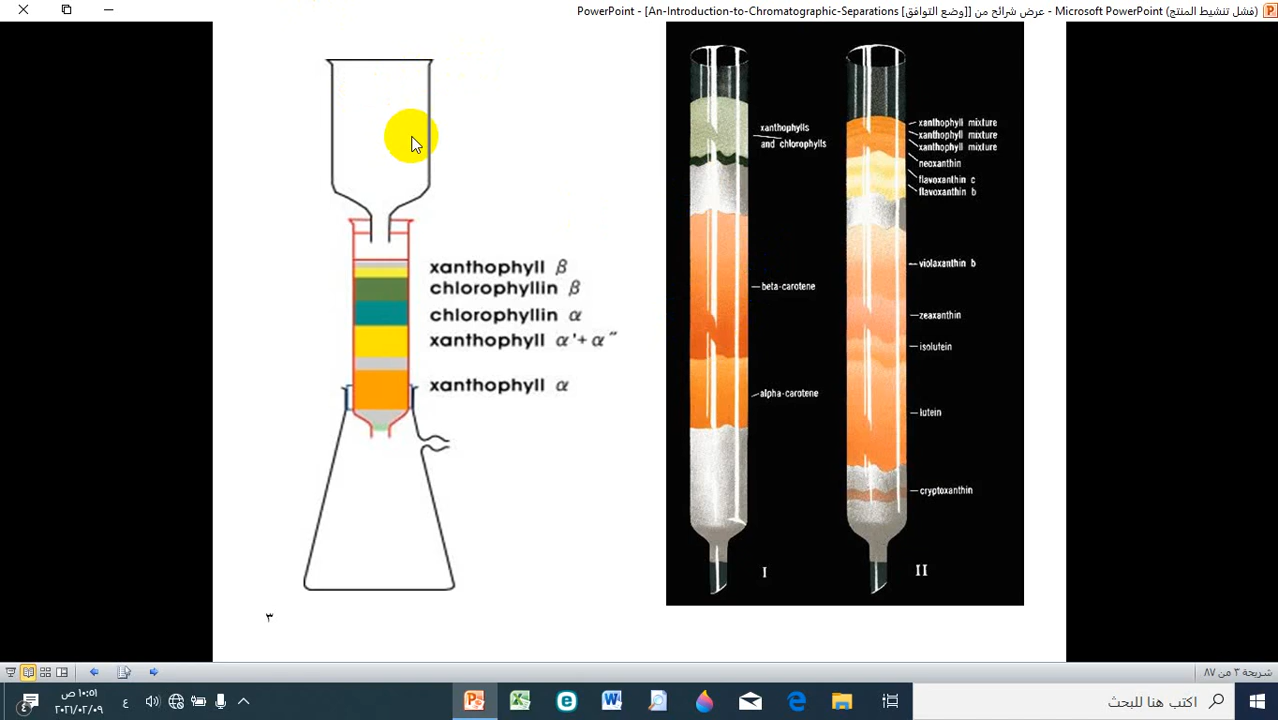 PowerPoint - [An-Introduction-to-Chromatographic-Separations [وضع التوافق]] عرض شرائح من - Microsoft PowerPoint (فشل تنشيط المنتج)
xanthophyll β
chlorophyllin β
chlorophyllin α
xanthophyll α'+ α″
xanthophyll α
xanthophylls
and chlorophylls
beta-carotene
alpha-carotene
I
xanthophyll mixture
xanthophyll mixture
xanthophyll mixture
neoxanthin
flavoxanthin c
flavoxanthin b
violaxanthin b
zeaxanthin
isolutein
lutein
cryptoxanthin
II
٣
شريحة ٣ من ٨٧
١٠:٥١ ص
٢٠٢١/٠٢/٠٩
ع
اكتب هنا للبحث